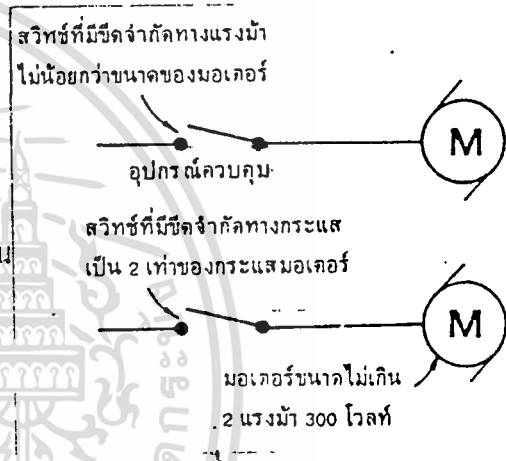 สวิทช์ที่มีขีดจำกัดทางแรงม้า
ไม่น้อยกว่าขนาดของมอเตอร์
M
อุปกรณ์ควบคุม
สวิทช์ที่มีขีดจำกัดทางกระแส
เป็น 2 เท่าของกระแสมอเตอร์
M
มอเตอร์ขนาดไม่เกิน
2 แรงม้า 300 โวลท์